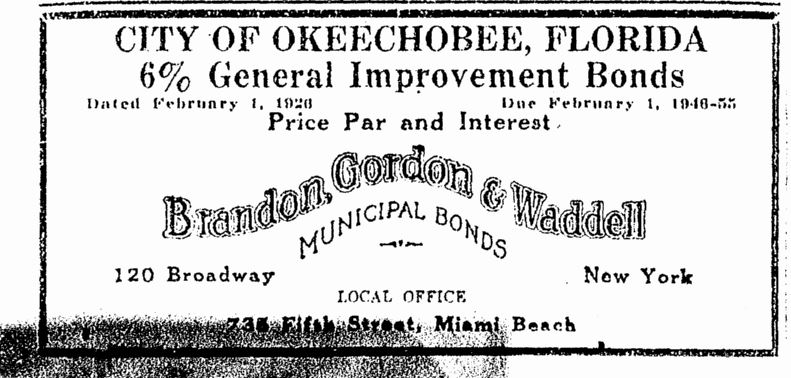 CITY OF OKEECHOBEE, FLORIDA
6% General Improvement Bonds
Dated February 1, 1926 Due February 1, 1946-55
Price Par and Interest
Brandon, Gordon & Waddell
MUNICIPAL BONDS
120 Broadway New York
LOCAL OFFICE
Fifth Street, Miami Beach